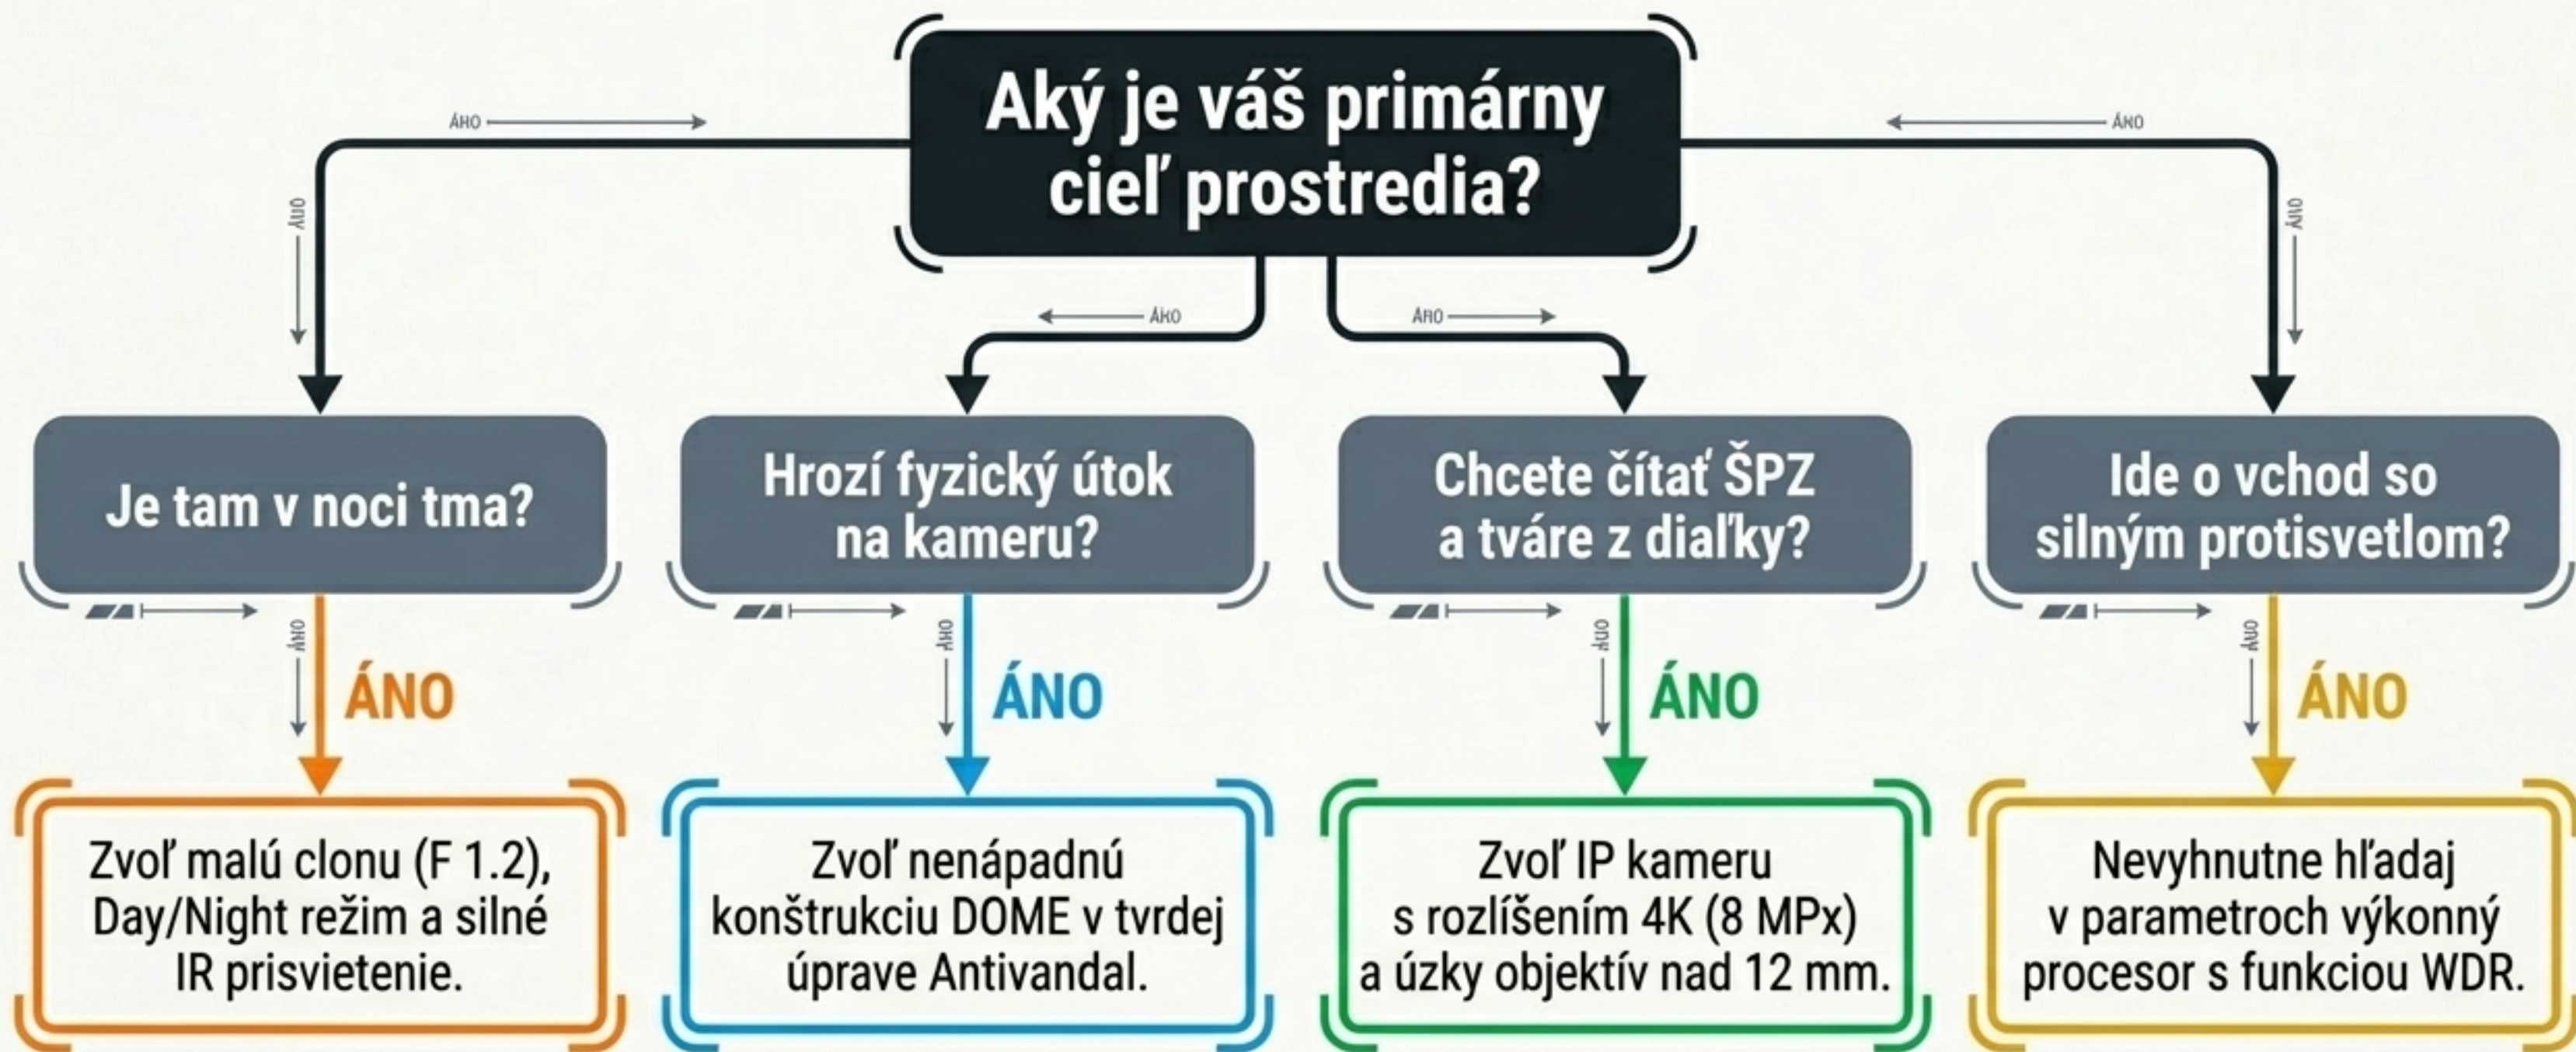 Aký je váš primárny
cieľ prostredia?
Je tam v noci tma?
Hrozí fyzický útok
na kameru?
Chcete čítať ŠPZ
a tváre z diaľky?
Ide o vchod so
silným protisvetlom?
ÁNO
ÁNO
ÁNO
ÁNO
Zvoľ malú clonu (F 1.2),
Day/Night režim a silné
IR prisvietenie.
Zvoľ nenápadnú
konštrukciu DOME v tvrdej
úprave Antivandal.
Zvoľ IP kameru
s rozlíšením 4K (8 MPx)
a úzky objektív nad 12 mm.
Nevyhnutne hľadaj
v parametroch výkonný
procesor s funkciou WDR.